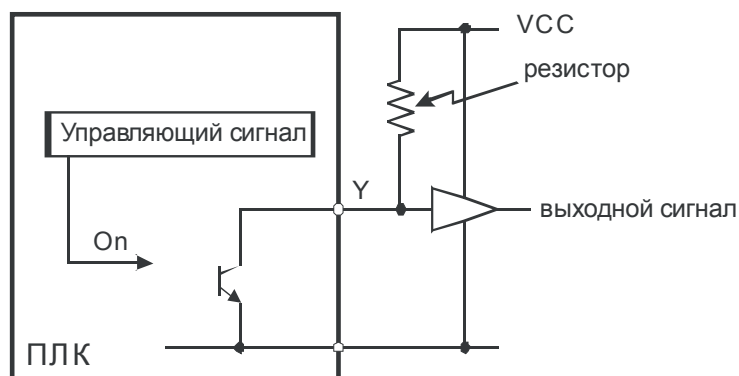 VCC
резистор
Управляющий сигнал
Y
выходной сигнал
On
ПЛК